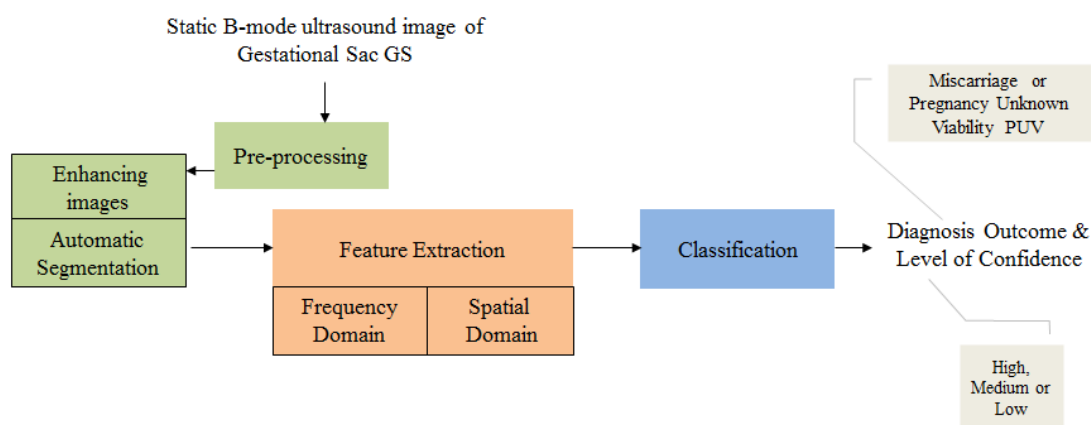 Static B-mode ultrasound image of
Gestational Sac GS
Pre-processing
Enhancing
images
Automatic
Segmentation
Feature Extraction
Frequency
Domain
Spatial
Domain
Classification
Diagnosis Outcome &
Level of Confidence
Miscarriage or
Pregnancy Unknown
Viability PUV
High,
Medium or
Low